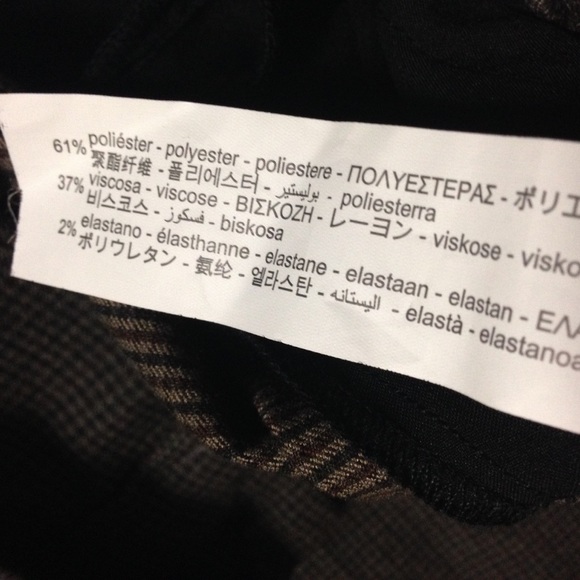 61% poliéster - polyester - poliestere - ΠΟΛΥΕΣΤΕΡΑΣ - ポリエ
聚酯纤维 - 폴리에스터 - بوليستير - poliesterra
37% viscosa - viscose - ΒΙΣΚΟΖΗ - レーヨン - viskose - visko
비스코스 - فسكوز - biskosa
2% elastano - élasthanne - elastane - elastaan - elastan - ΕΛΑ
ポリウレタン - 氨纶 - 엘라스탄 - اليستانه - elastà - elastanoa